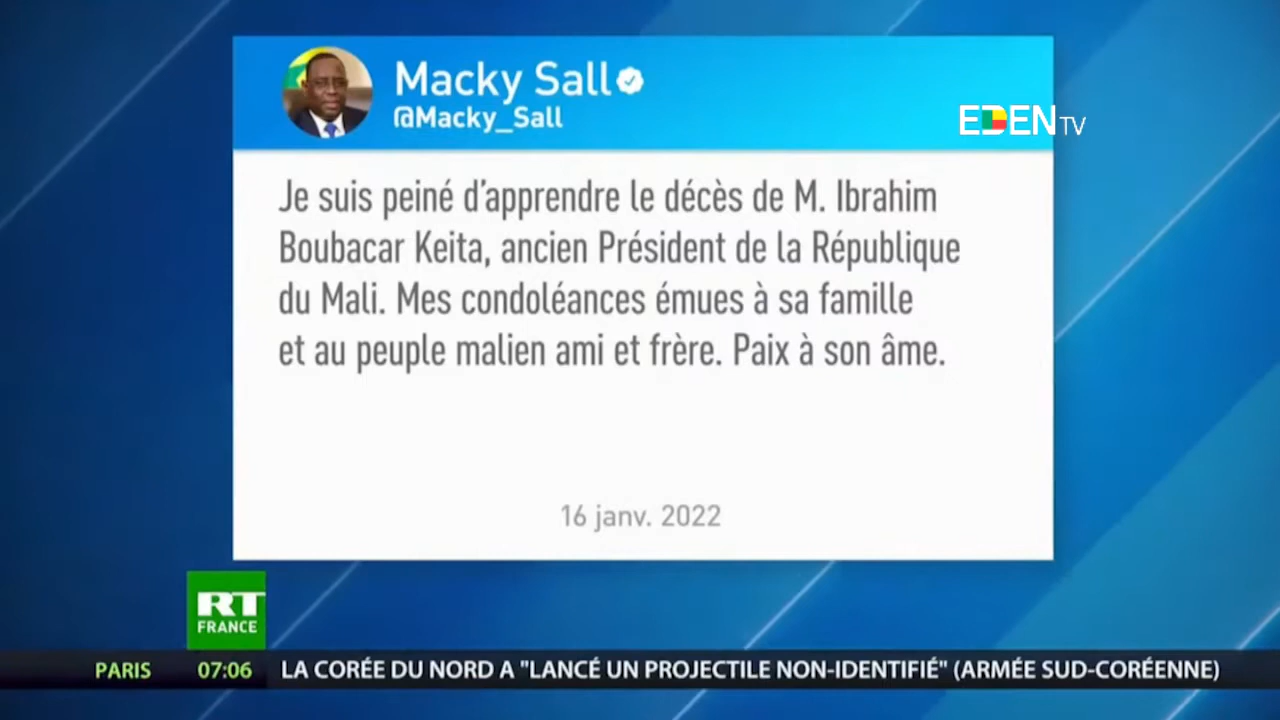 Macky Sall
@Macky_Sall
EDEN TV
Je suis peiné d’apprendre le décès de M. Ibrahim
Boubacar Keita, ancien Président de la République
du Mali. Mes condoléances émues à sa famille
et au peuple malien ami et frère. Paix à son âme.
16 janv. 2022
RT
FRANCE
PARIS 07:06 LA CORÉE DU NORD A "LANCÉ UN PROJECTILE NON-IDENTIFIÉ" (ARMÉE SUD-CORÉENNE)